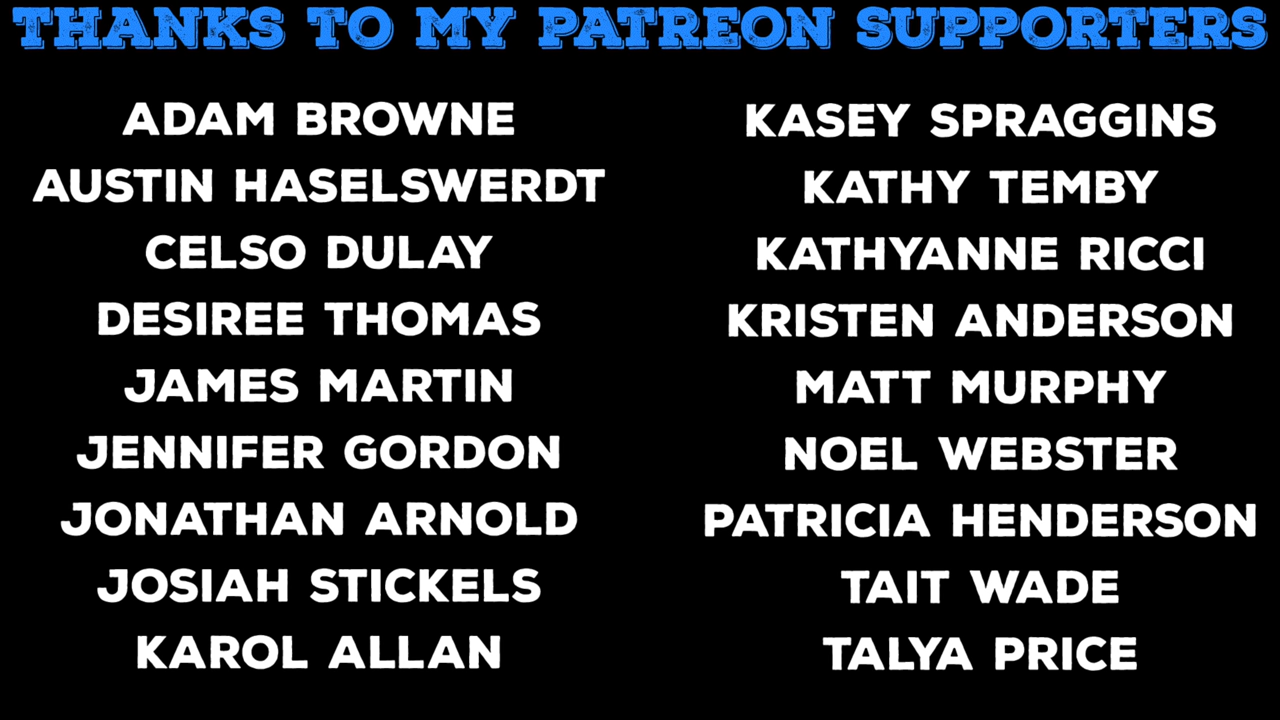 THANKS TO MY PATREON SUPPORTERS
ADAM BROWNE
AUSTIN HASELSWERDT
CELSO DULAY
DESIREE THOMAS
JAMES MARTIN
JENNIFER GORDON
JONATHAN ARNOLD
JOSIAH STICKELS
KAROL ALLAN
KASEY SPRAGGINS
KATHY TEMBY
KATHYANNE RICCI
KRISTEN ANDERSON
MATT MURPHY
NOEL WEBSTER
PATRICIA HENDERSON
TAIT WADE
TALYA PRICE